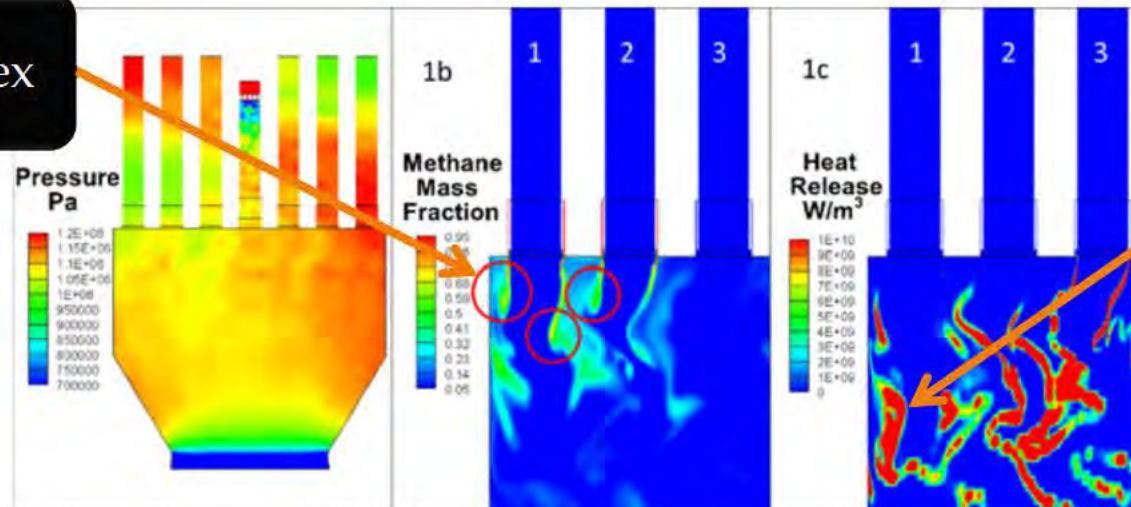 ex
Pressure
Pa
1.2E+06
1.15E+06
1.1E+06
1.05E+06
1E+06
950000
900000
850000
800000
750000
700000
1b
1
2
3
Methane
Mass
Fraction
0.95
0.68
0.59
0.5
0.41
0.32
0.23
0.14
0.05
1c
1
2
3
Heat
Release
W/m³
1E+10
9E+09
8E+09
7E+09
6E+09
5E+09
4E+09
3E+09
2E+09
1E+09
0